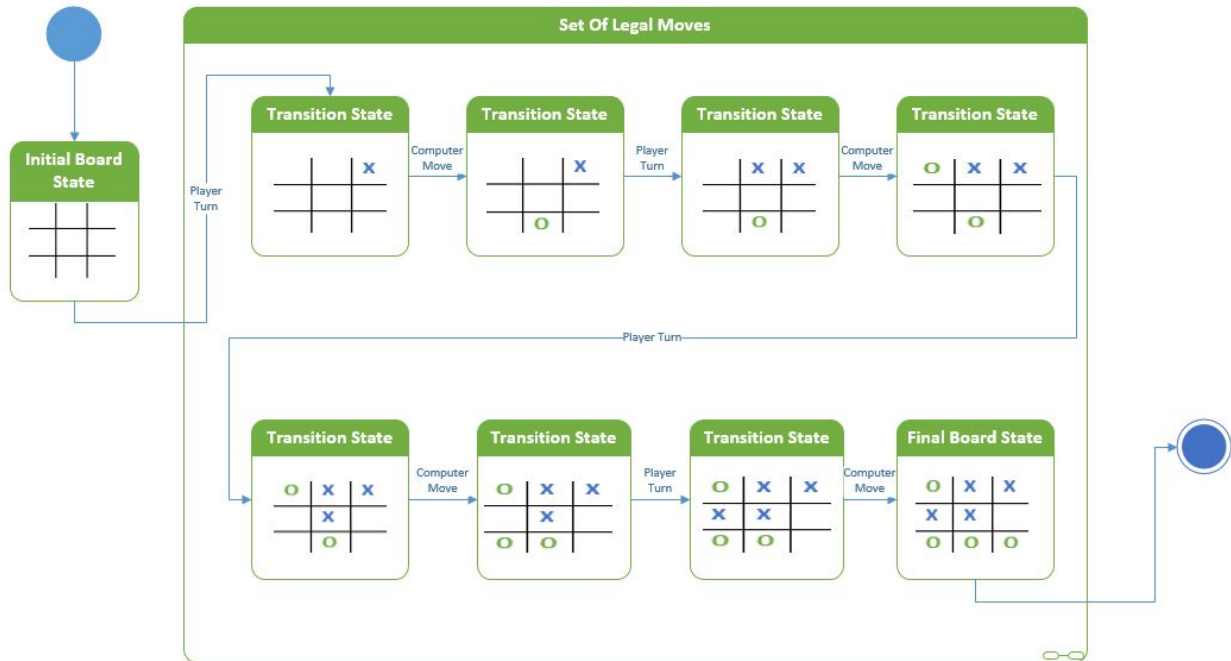 Set Of Legal Moves
Initial Board
State
Player
Turn
Transition State
X
Computer
Move
Transition State
X
O
Player
Turn
Transition State
X X
O
Computer
Move
Transition State
O X X
O
Player Turn
Transition State
O X X
X
O
Computer
Move
Transition State
O X X
X
O O
Player
Turn
Transition State
O X X
X X
O O
Computer
Move
Final Board State
O X X
X X
O O O